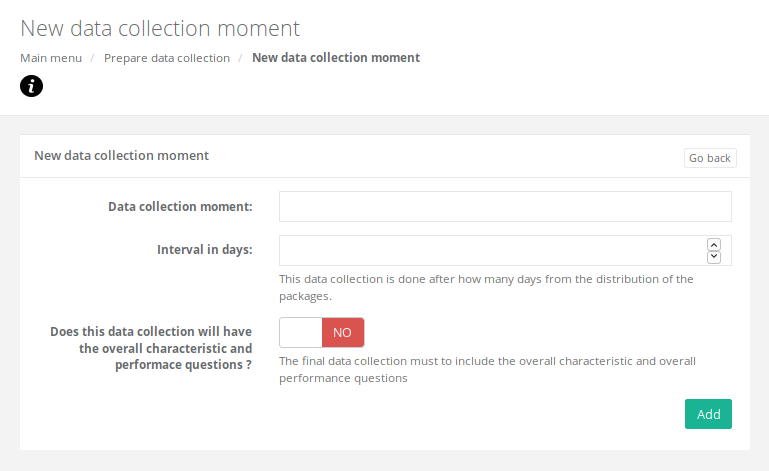 New data collection moment
Main menu / Prepare data collection / New data collection moment
i
New data collection moment
Go back
Data collection moment:
Interval in days:
This data collection is done after how many days from the distribution of the
packages.
Does this data collection will have
the overall characteristic and
performace questions ?
NO
The final data collection must to include the overall characteristic and overall
performance questions
Add